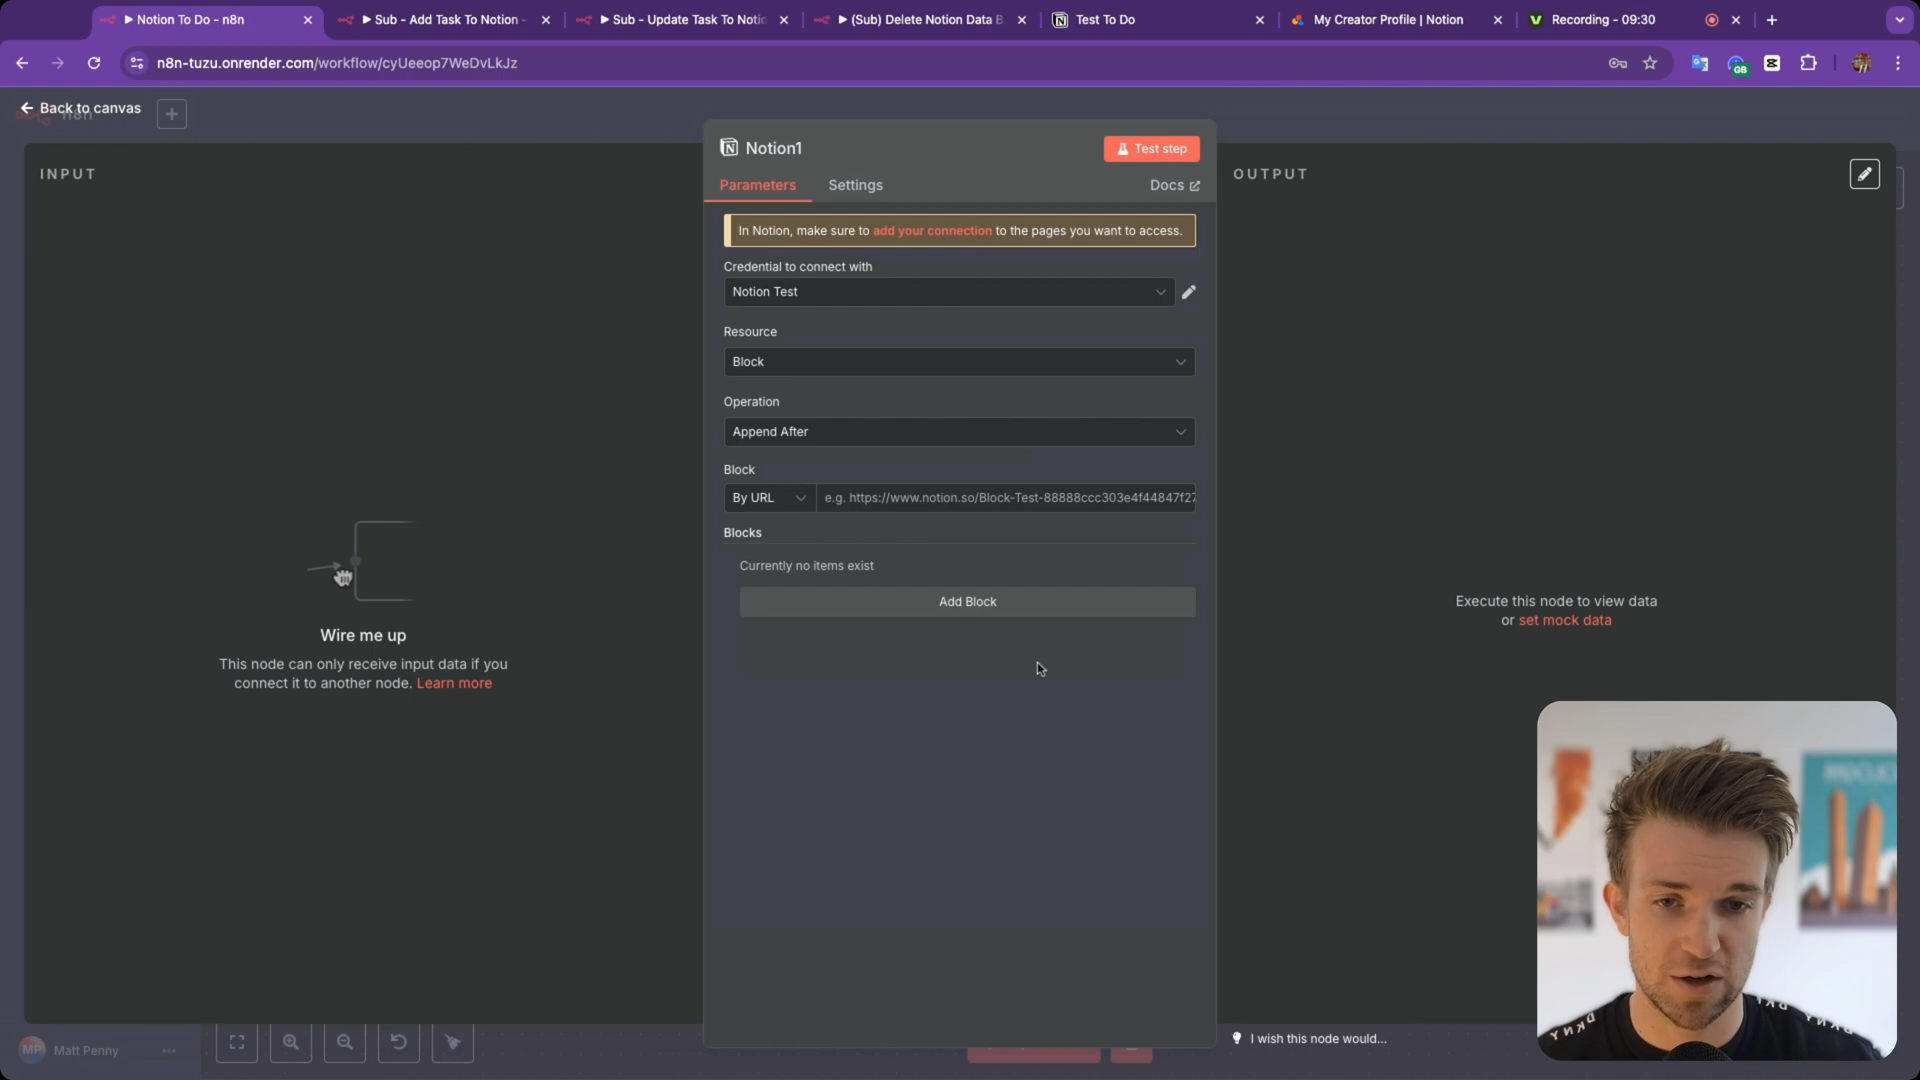 Notion To Do - n8n
Sub - Add Task To Notion -
Sub - Update Task To Notio
(Sub) Delete Notion Data B
Test To Do
My Creator Profile | Notion
Recording - 09:30
n8n-tuzu.onrender.com/workflow/cyUeeop7WeDvLkJz
GB
Back to canvas
n8n
INPUT
Notion1
Test step
OUTPUT
Parameters
Settings
Docs
In Notion, make sure to add your connection to the pages you want to access.
Credential to connect with
Notion Test
Resource
Block
Operation
Append After
Block
By URL
e.g. https://www.notion.so/Block-Test-88888ccc303e4f44847f27
Blocks
Currently no items exist
Add Block
Wire me up
This node can only receive input data if you
connect it to another node. Learn more
Execute this node to view data
or set mock data
MP
Matt Penny
I wish this node would...
DKNY